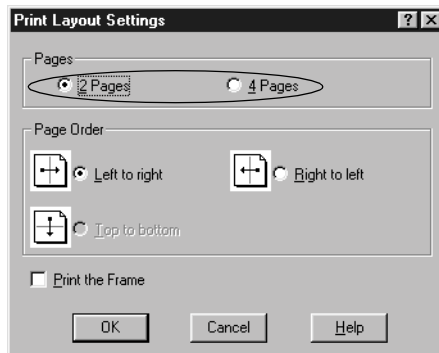 Print Layout Settings
Pages
2 Pages 4 Pages
Page Order
Left to right Right to left
Top to bottom
Print the Frame
OK Cancel Help